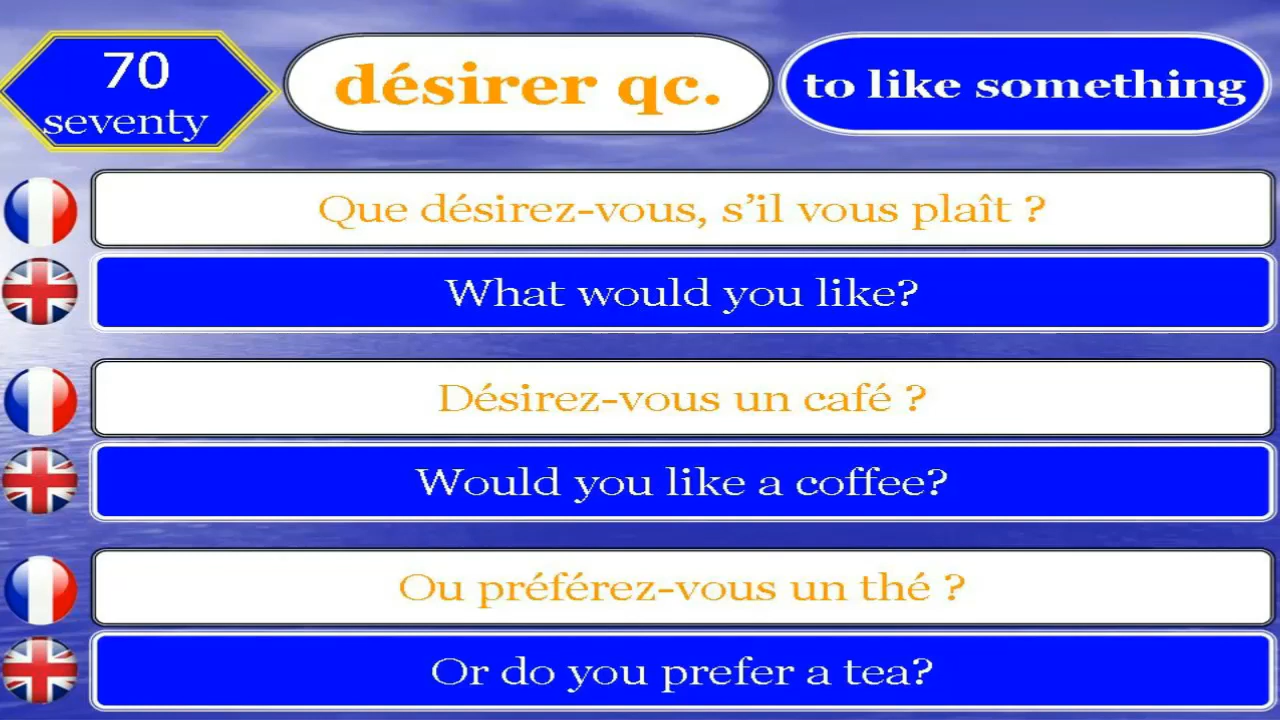 70
seventy
désirer qc.
to like something
Que désirez-vous, s’il vous plaît ?
What would you like?
Désirez-vous un café ?
Would you like a coffee?
Ou préférez-vous un thé ?
Or do you prefer a tea?